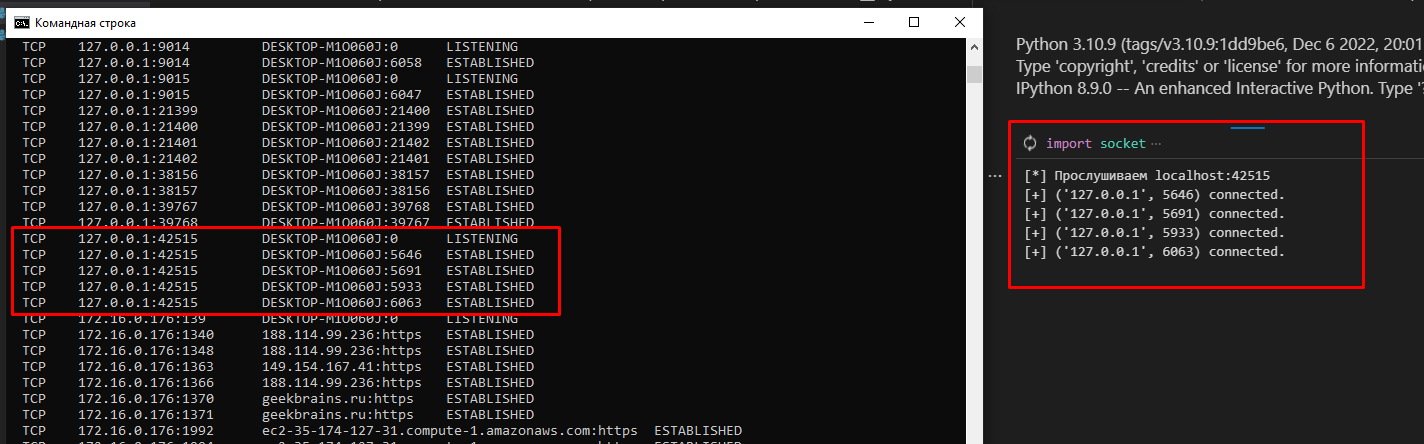 Командная строка
TCP 127.0.0.1:9014 DESKTOP-M1O060J:0 LISTENING
TCP 127.0.0.1:9014 DESKTOP-M1O060J:6058 ESTABLISHED
TCP 127.0.0.1:9015 DESKTOP-M1O060J:0 LISTENING
TCP 127.0.0.1:9015 DESKTOP-M1O060J:6047 ESTABLISHED
TCP 127.0.0.1:21399 DESKTOP-M1O060J:21400 ESTABLISHED
TCP 127.0.0.1:21400 DESKTOP-M1O060J:21399 ESTABLISHED
TCP 127.0.0.1:21401 DESKTOP-M1O060J:21402 ESTABLISHED
TCP 127.0.0.1:21402 DESKTOP-M1O060J:21401 ESTABLISHED
TCP 127.0.0.1:38156 DESKTOP-M1O060J:38157 ESTABLISHED
TCP 127.0.0.1:38157 DESKTOP-M1O060J:38156 ESTABLISHED
TCP 127.0.0.1:39767 DESKTOP-M1O060J:39768 ESTABLISHED
TCP 127.0.0.1:39768 DESKTOP-M1O060J:39767 ESTABLISHED
TCP 127.0.0.1:42515 DESKTOP-M1O060J:0 LISTENING
TCP 127.0.0.1:42515 DESKTOP-M1O060J:5646 ESTABLISHED
TCP 127.0.0.1:42515 DESKTOP-M1O060J:5691 ESTABLISHED
TCP 127.0.0.1:42515 DESKTOP-M1O060J:5933 ESTABLISHED
TCP 127.0.0.1:42515 DESKTOP-M1O060J:6063 ESTABLISHED
TCP 172.16.0.176:139 DESKTOP-M1O060J:0 LISTENING
TCP 172.16.0.176:1340 188.114.99.236:https ESTABLISHED
TCP 172.16.0.176:1348 188.114.99.236:https ESTABLISHED
TCP 172.16.0.176:1363 149.154.167.41:https ESTABLISHED
TCP 172.16.0.176:1366 188.114.99.236:https ESTABLISHED
TCP 172.16.0.176:1370 geekbrains.ru:https ESTABLISHED
TCP 172.16.0.176:1371 geekbrains.ru:https ESTABLISHED
TCP 172.16.0.176:1992 ec2-35-174-127-31.compute-1.amazonaws.com:https ESTABLISHED
Python 3.10.9 (tags/v3.10.9:1dd9be6, Dec 6 2022, 20:01
Type 'copyright', 'credits' or 'license' for more informati
IPython 8.9.0 -- An enhanced Interactive Python. Type '?
import socket ...
[*] Прослушиваем localhost:42515
[+] ('127.0.0.1', 5646) connected.
[+] ('127.0.0.1', 5691) connected.
[+] ('127.0.0.1', 5933) connected.
[+] ('127.0.0.1', 6063) connected.